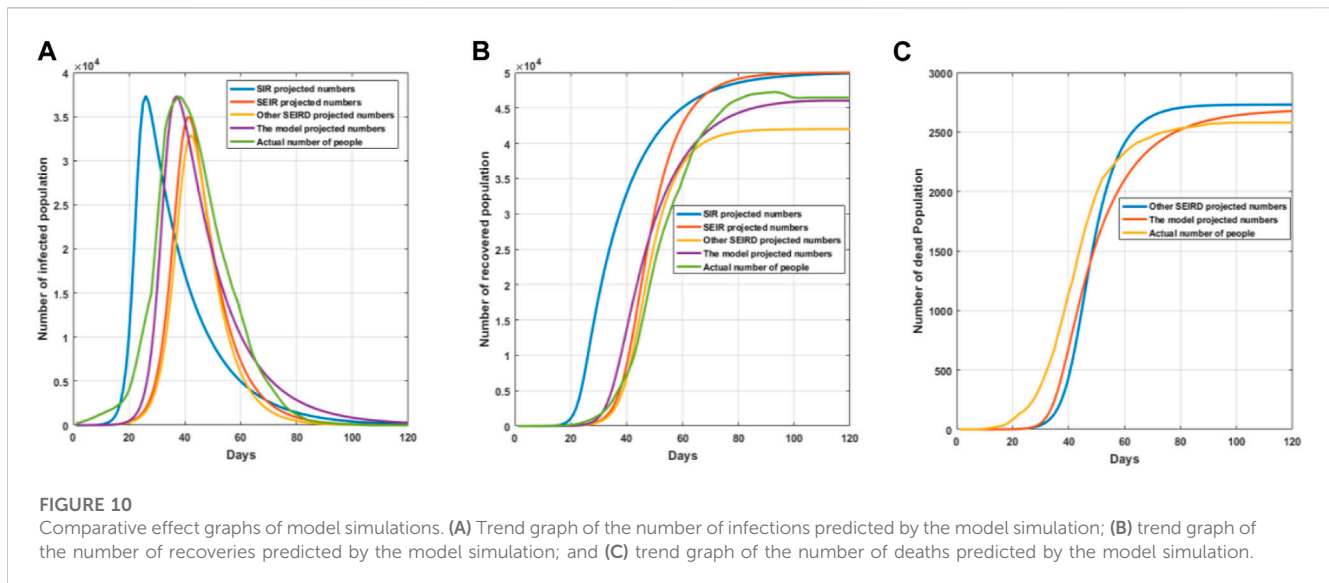 A
×10^4
4
3.5
3
2.5
2
1.5
1
0.5
0
Number of infected population
0 20 40 60 80 100 120
Days
SIR projected numbers
SEIR projected numbers
Other SEIRD projected numbers
The model projected numbers
Actual number of people
B
×10^4
5
4.5
4
3.5
3
2.5
2
1.5
1
0.5
0
Number of recovered population
0 20 40 60 80 100 120
Days
SIR projected numbers
SEIR projected numbers
Other SEIRD projected numbers
The model projected numbers
Actual number of people
C
3000
2500
2000
1500
1000
500
0
Number of dead Population
0 20 40 60 80 100 120
Days
Other SEIRD projected numbers
The model projected numbers
Actual number of people
FIGURE 10
Comparative effect graphs of model simulations. (A) Trend graph of the number of infections predicted by the model simulation; (B) trend graph of
the number of recoveries predicted by the model simulation; and (C) trend graph of the number of deaths predicted by the model simulation.